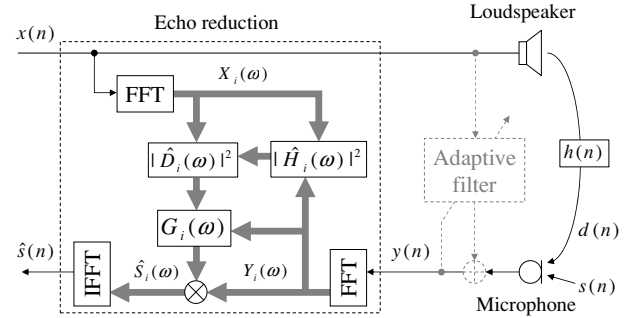 Echo reduction
Loudspeaker
x(n)
X_i(ω)
FFT
|D̂_i(ω)|²
|Ĥ_i(ω)|²
Adaptive
filter
h(n)
G_i(ω)
d(n)
ŝ(n)
IFFT
Ŝ_i(ω)
Y_i(ω)
FFT
y(n)
s(n)
Microphone